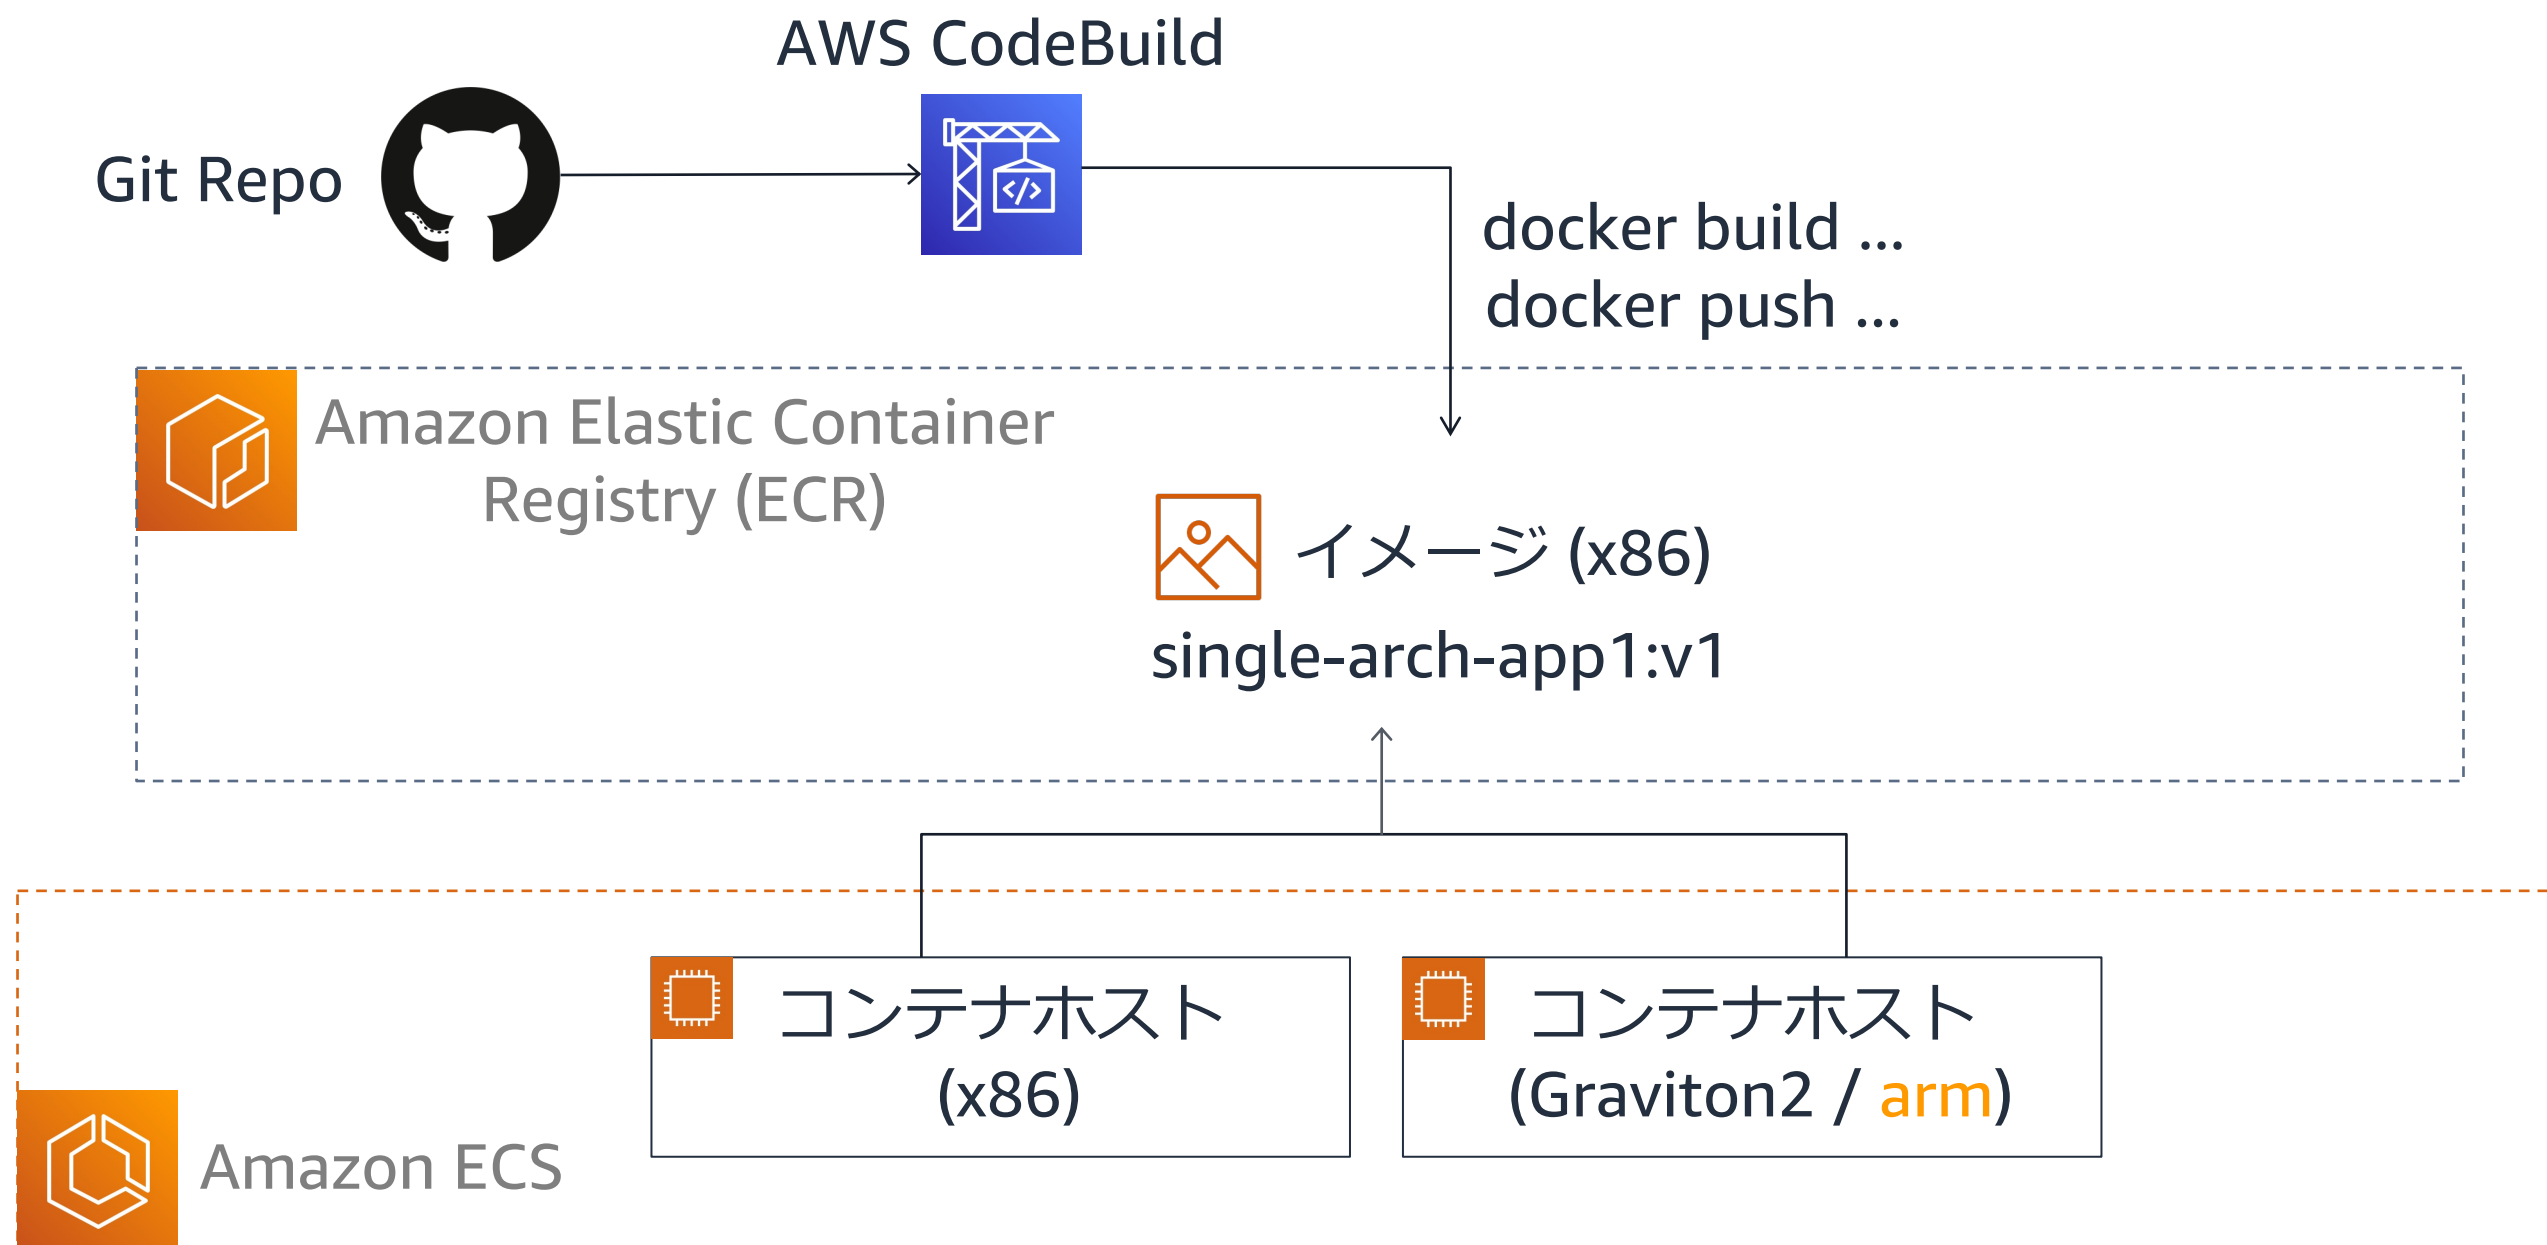 AWS CodeBuild
Git Repo
</>
docker build ...
docker push ...
Amazon Elastic Container
Registry (ECR)
イメージ (x86)
single-arch-app1:v1
コンテナホスト
(x86)
コンテナホスト
(Graviton2 / arm)
Amazon ECS